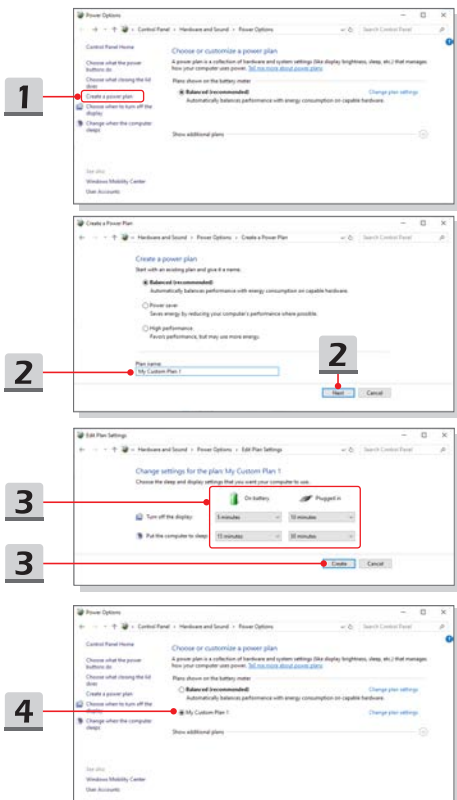 Power Options
Control Panel › Hardware and Sound › Power Options
Search Control Panel
Control Panel Home
Choose what the power
buttons do
Choose what closing the lid
does
Create a power plan
Choose when to turn off the
display
Change when the computer
sleeps
See also
Windows Mobility Center
User Accounts
Choose or customize a power plan
A power plan is a collection of hardware and system settings (like display brightness, sleep, etc.) that manages
how your computer uses power. Tell me more about power plans
Plans shown on the battery meter
Balanced (recommended)
Change plan settings
Automatically balances performance with energy consumption on capable hardware.
Show additional plans
1
Create a Power Plan
Hardware and Sound › Power Options › Create a Power Plan
Search Control Panel
Create a power plan
Start with an existing plan and give it a name.
Balanced (recommended)
Automatically balances performance with energy consumption on capable hardware.
Power saver
Saves energy by reducing your computer's performance where possible.
High performance
Favors performance, but may use more energy.
2
2
Plan name:
My Custom Plan 1
Next
Cancel
Edit Plan Settings
Hardware and Sound › Power Options › Edit Plan Settings
Search Control Panel
Change settings for the plan: My Custom Plan 1
Choose the sleep and display settings that you want your computer to use.
3
On battery
Plugged in
Turn off the display:
5 minutes
10 minutes
Put the computer to sleep:
15 minutes
30 minutes
3
Create
Cancel
Power Options
Control Panel › Hardware and Sound › Power Options
Search Control Panel
Control Panel Home
Choose what the power
buttons do
Choose what closing the lid
does
Create a power plan
Choose when to turn off the
display
Change when the computer
sleeps
See also
Windows Mobility Center
User Accounts
Choose or customize a power plan
A power plan is a collection of hardware and system settings (like display brightness, sleep, etc.) that manages
how your computer uses power. Tell me more about power plans
Plans shown on the battery meter
Balanced (recommended)
Change plan settings
Automatically balances performance with energy consumption on capable hardware.
4
My Custom Plan 1
Change plan settings
Show additional plans